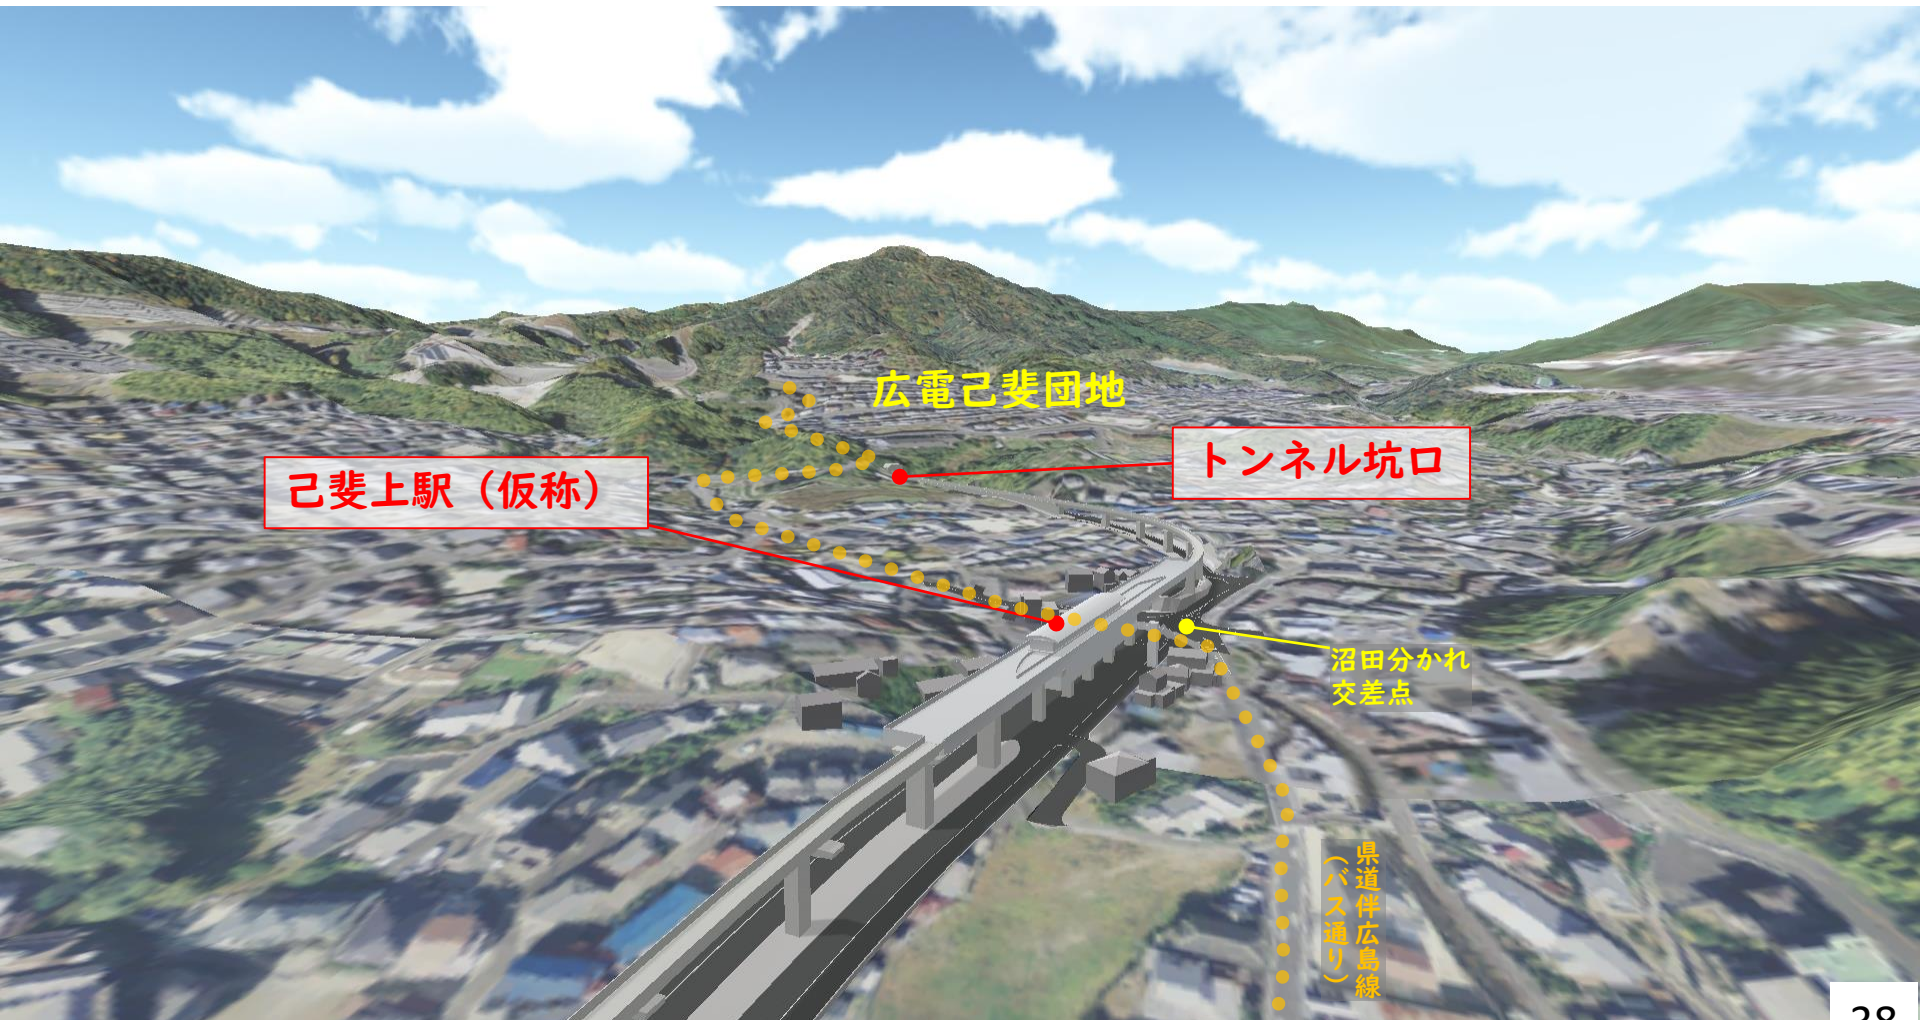 広電己斐団地
トンネル坑口
己斐上駅（仮称）
沼田分かれ
交差点
県道伴広島線
（バス通り）
28